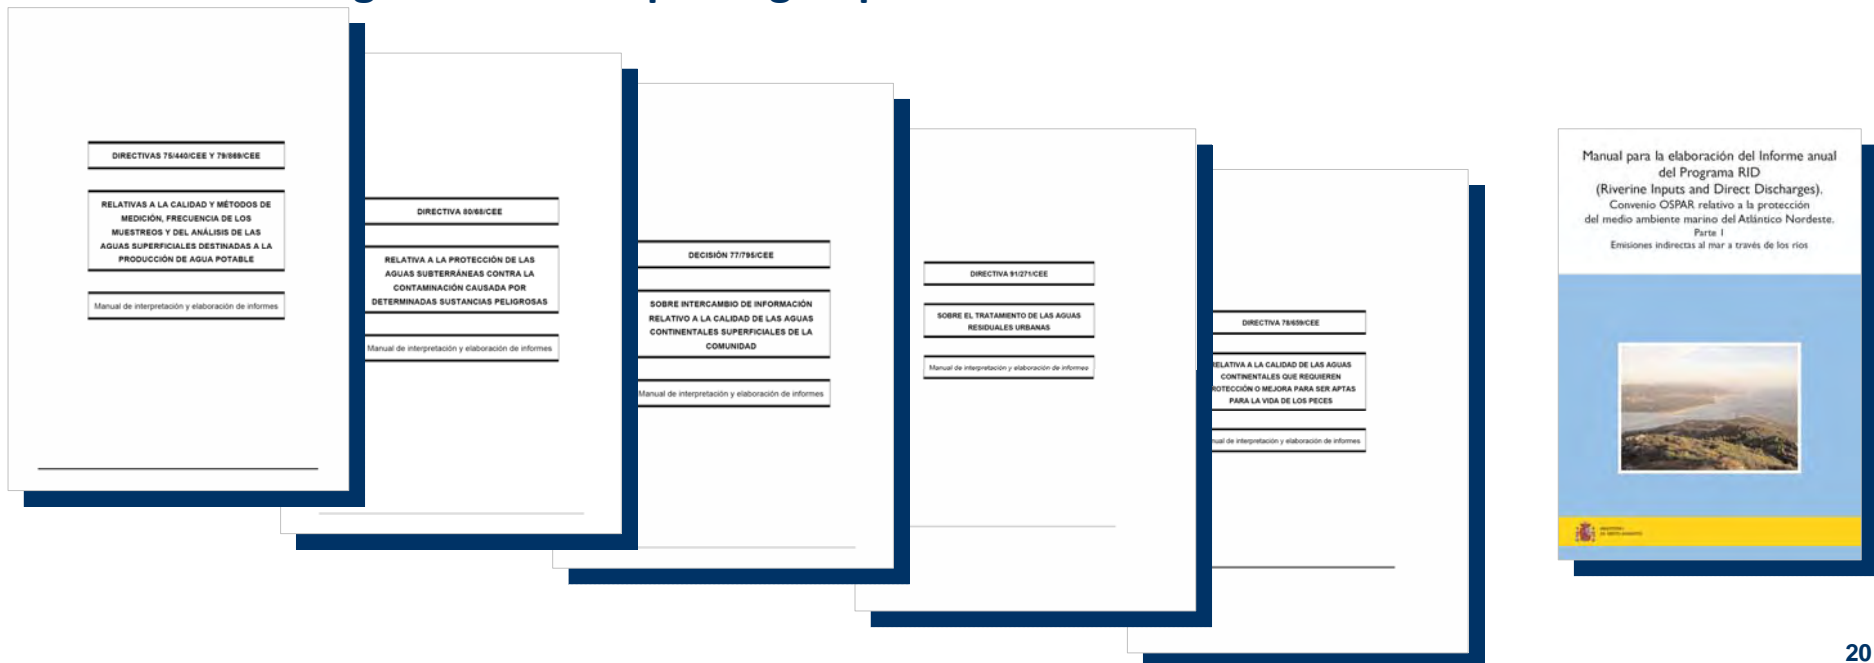 DIRECTIVAS 75/440/CEE Y 79/869/CEE
RELATIVAS A LA CALIDAD Y MÉTODOS DE
MEDICIÓN, FRECUENCIA DE LOS
MUESTREOS Y DEL ANÁLISIS DE LAS
AGUAS SUPERFICIALES DESTINADAS A LA
PRODUCCIÓN DE AGUA POTABLE
Manual de interpretación y elaboración de informes
DIRECTIVA 80/68/CEE
RELATIVA A LA PROTECCIÓN DE LAS
AGUAS SUBTERRÁNEAS CONTRA LA
CONTAMINACIÓN CAUSADA POR
DETERMINADAS SUSTANCIAS PELIGROSAS
Manual de interpretación y elaboración de informes
DECISIÓN 77/795/CEE
SOBRE INTERCAMBIO DE INFORMACIÓN
RELATIVO A LA CALIDAD DE LAS AGUAS
CONTINENTALES SUPERFICIALES DE LA
COMUNIDAD
Manual de interpretación y elaboración de informes
DIRECTIVA 91/271/CEE
SOBRE EL TRATAMIENTO DE LAS AGUAS
RESIDUALES URBANAS
Manual de interpretación y elaboración de informes
DIRECTIVA 78/659/CEE
RELATIVA A LA CALIDAD DE LAS AGUAS
CONTINENTALES QUE REQUIEREN
ROTECCIÓN O MEJORA PARA SER APTAS
PARA LA VIDA DE LOS PECES
nual de interpretación y elaboración de informes
Manual para la elaboración del Informe anual
del Programa RID
(Riverine Inputs and Direct Discharges).
Convenio OSPAR relativo a la protección
del medio ambiente marino del Atlántico Nordeste.
Parte I
Emisiones indirectas al mar a través de los ríos
MINISTERIO
DE MEDIO AMBIENTE
20